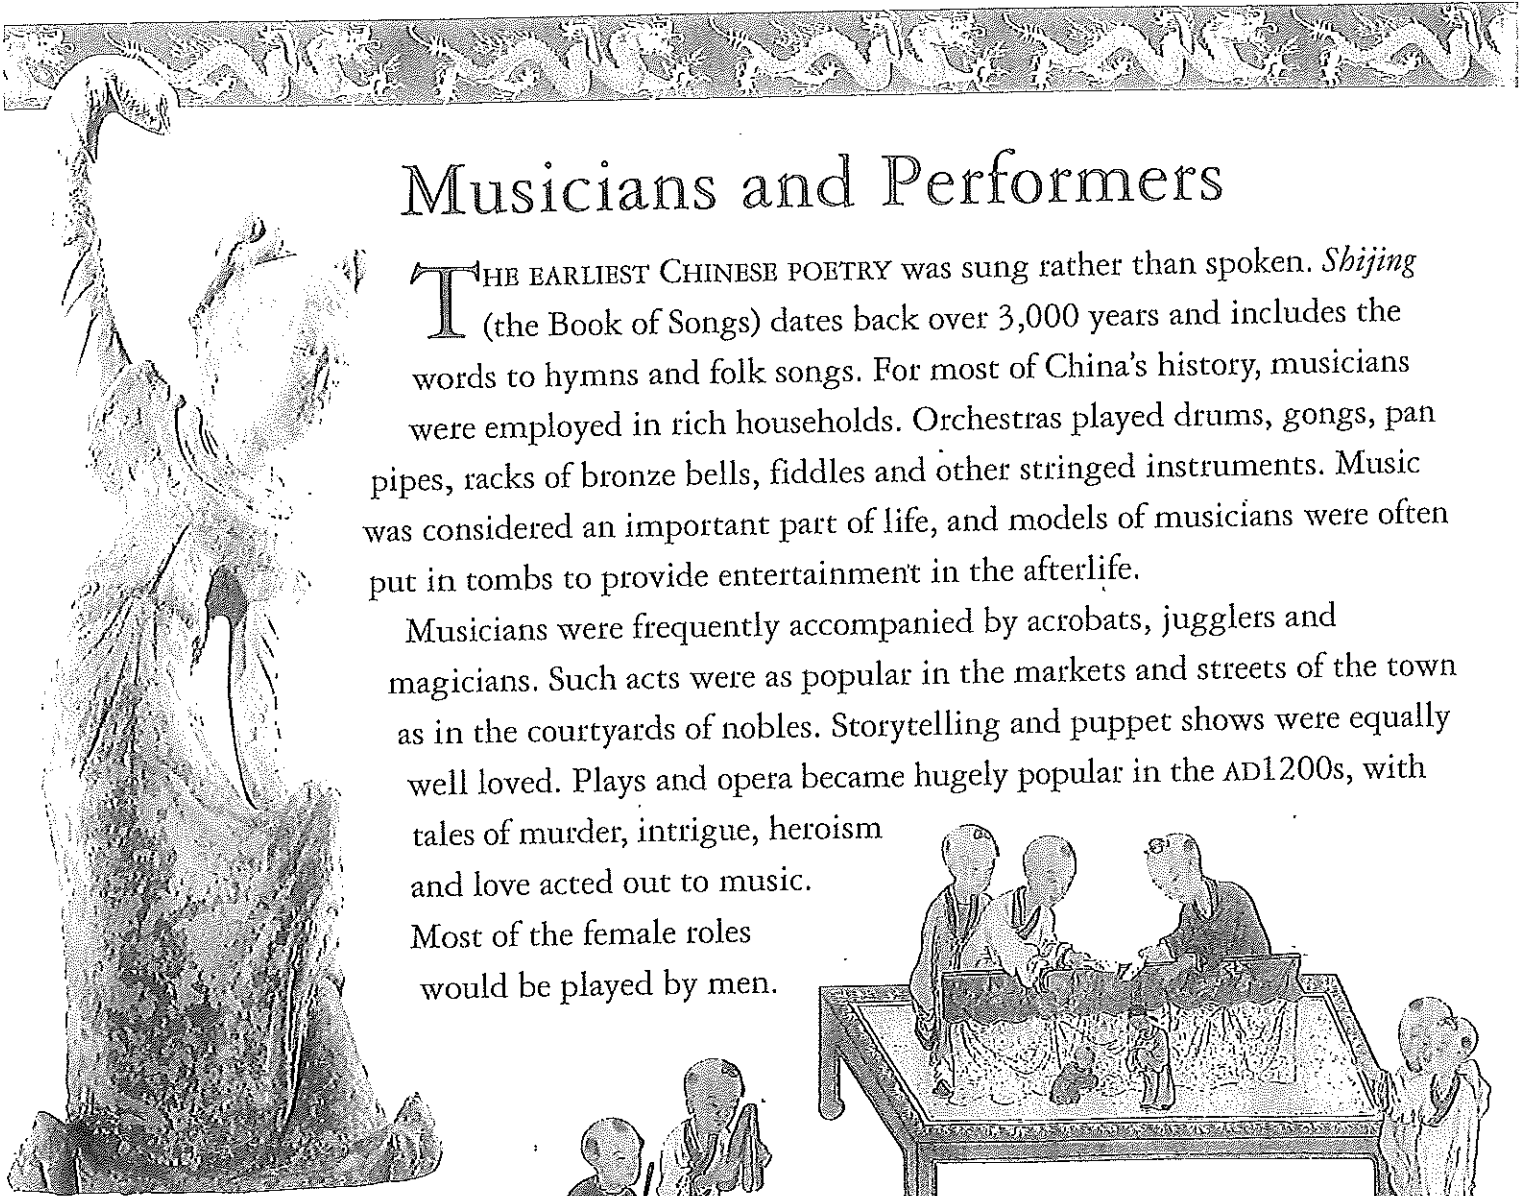 Musicians and Performers
THE EARLIEST CHINESE POETRY was sung rather than spoken. Shijing
(the Book of Songs) dates back over 3,000 years and includes the
words to hymns and folk songs. For most of China's history, musicians
were employed in rich households. Orchestras played drums, gongs, pan
pipes, racks of bronze bells, fiddles and other stringed instruments. Music
was considered an important part of life, and models of musicians were often
put in tombs to provide entertainment in the afterlife.
Musicians were frequently accompanied by acrobats, jugglers and
magicians. Such acts were as popular in the markets and streets of the town
as in the courtyards of nobles. Storytelling and puppet shows were equally
well loved. Plays and opera became hugely popular in the AD1200s, with
tales of murder, intrigue, heroism
and love acted out to music.
Most of the female roles
would be played by men.